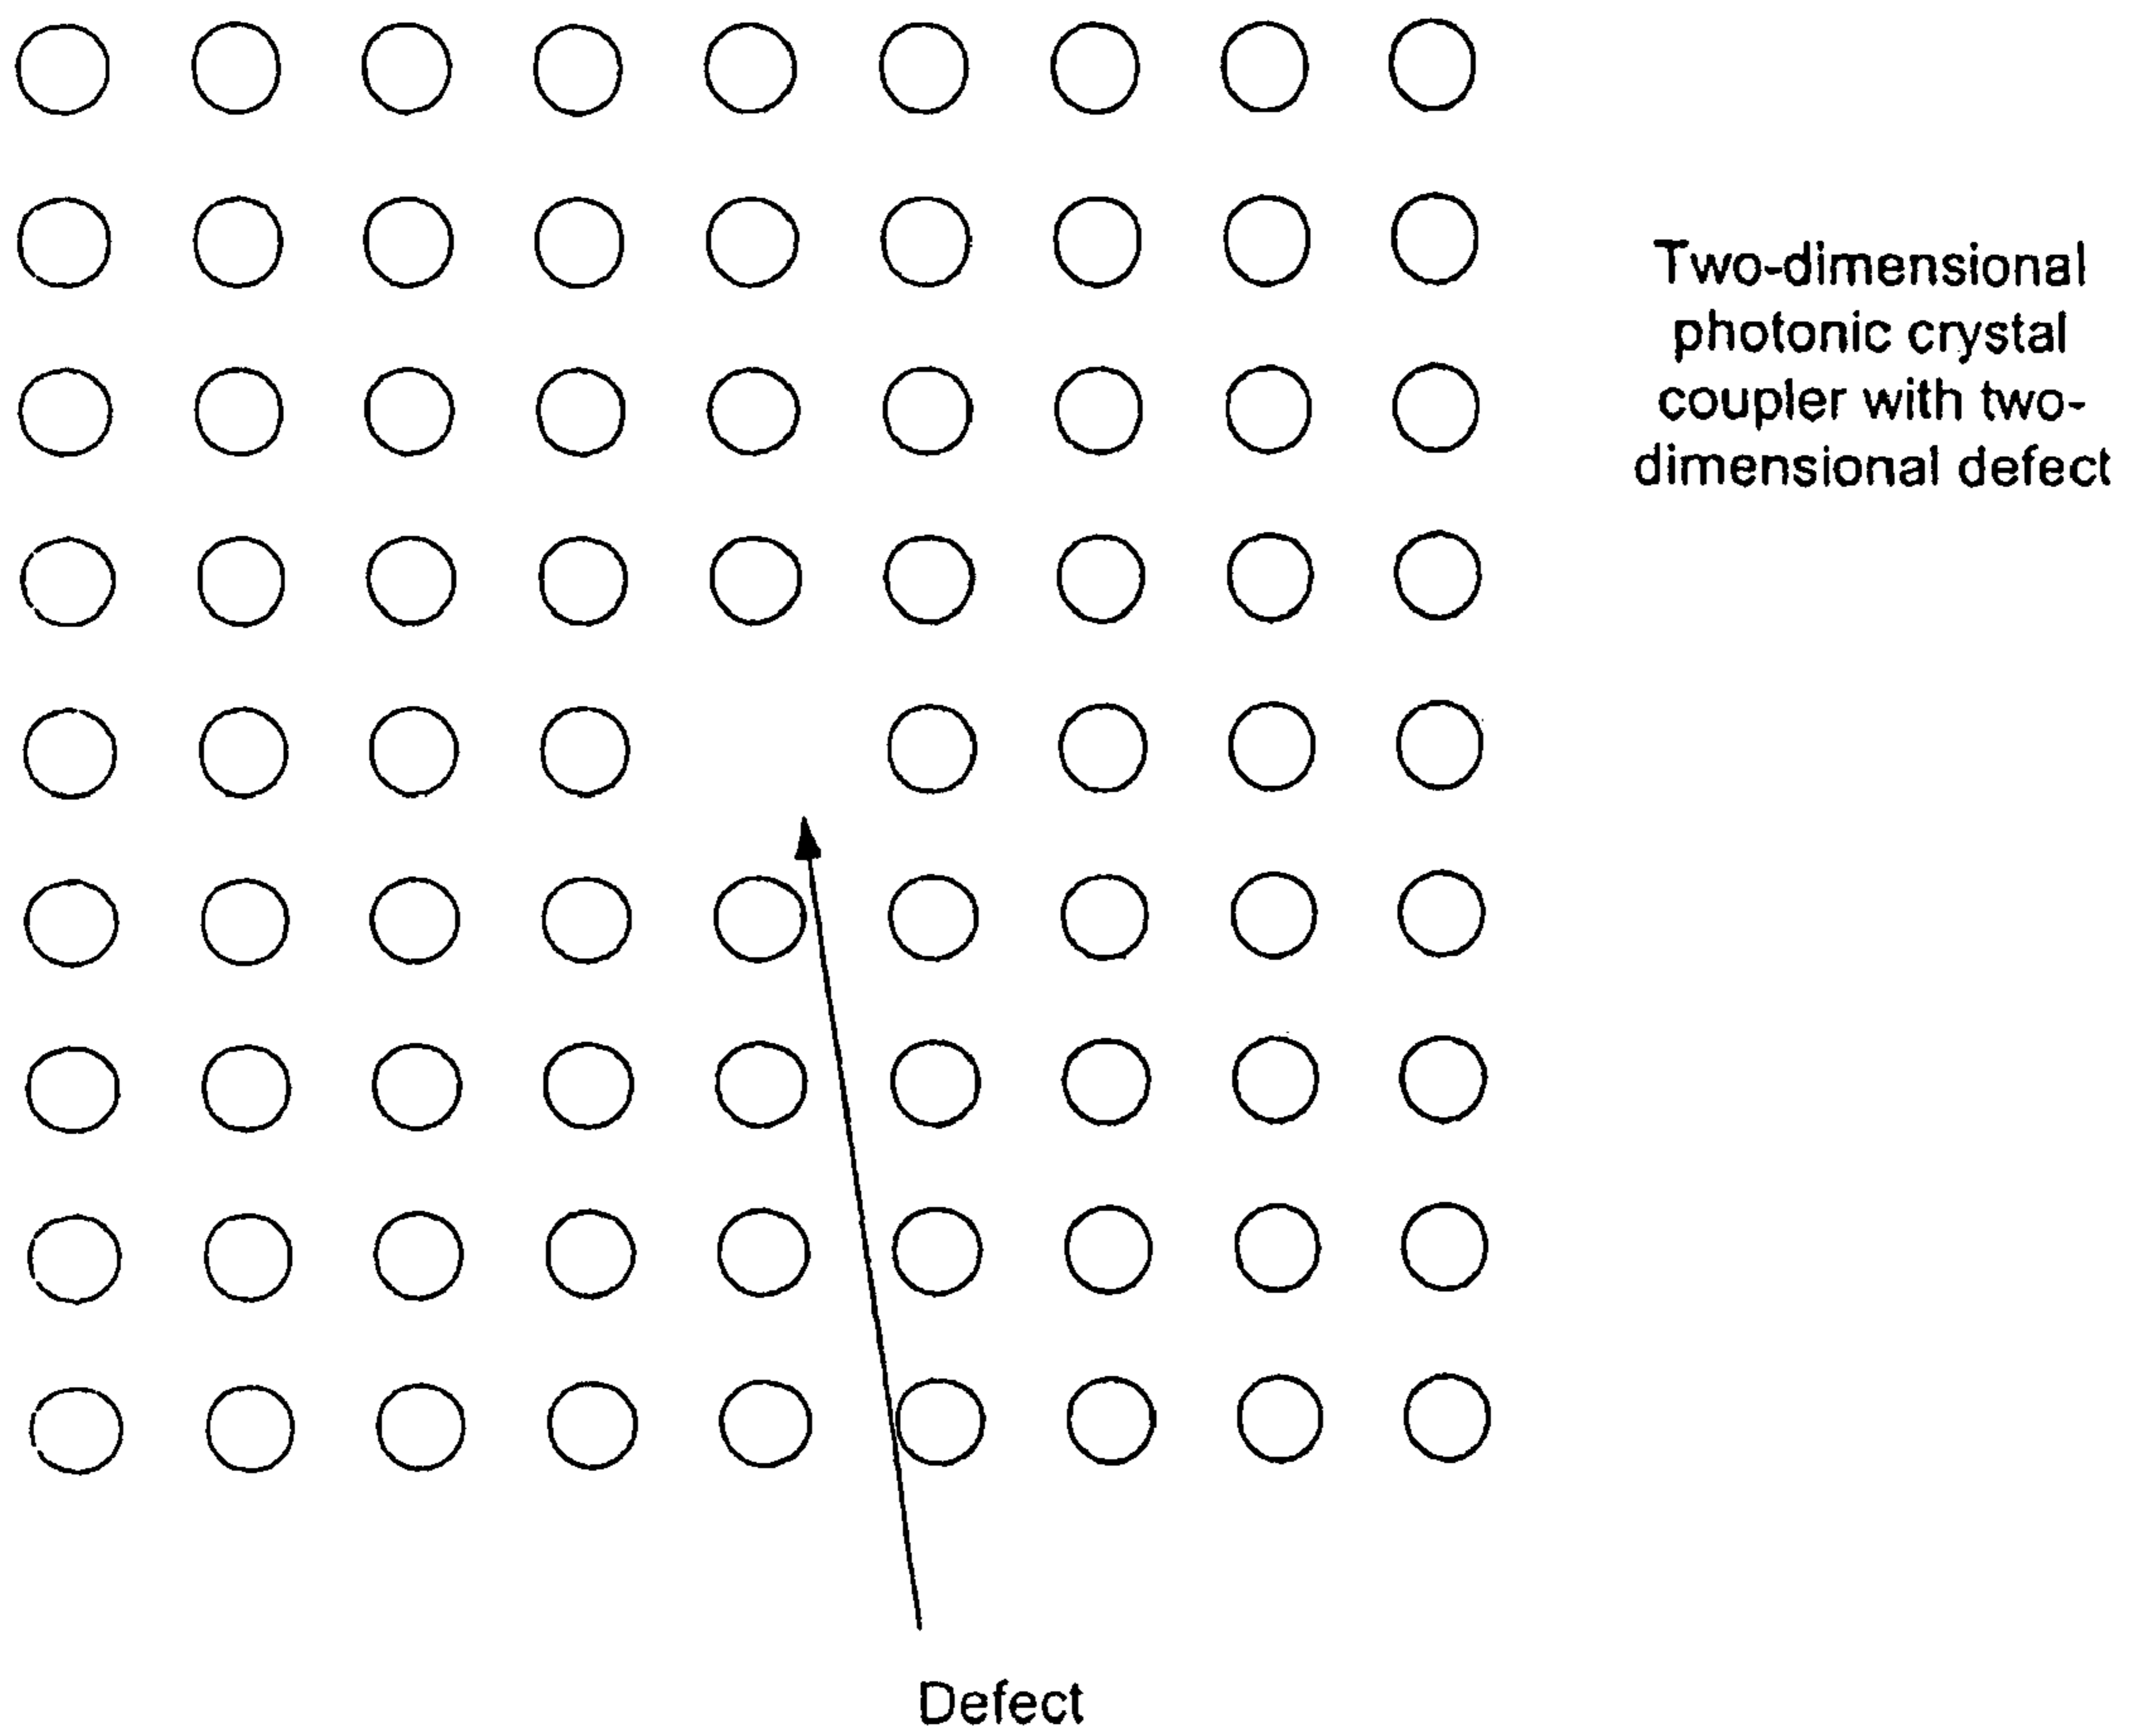 Two-dimensional
photonic crystal
coupler with two-
dimensional defect
Defect